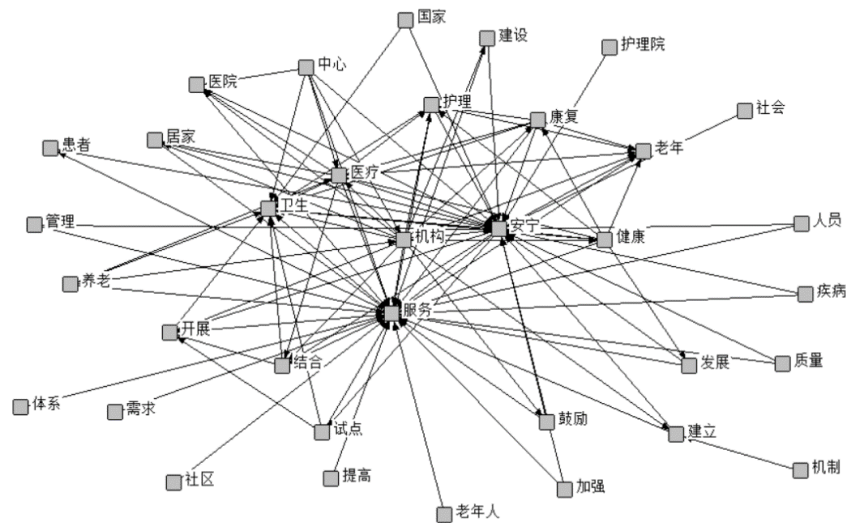 国家
建设
护理院
中心
医院
护理
康复
社会
居家
患者
老年
医疗
卫生
管理
安宁
人员
机构
健康
养老
疾病
服务
开展
结合
发展
质量
体系
需求
试点
鼓励
建立
社区
提高
加强
机制
老年人